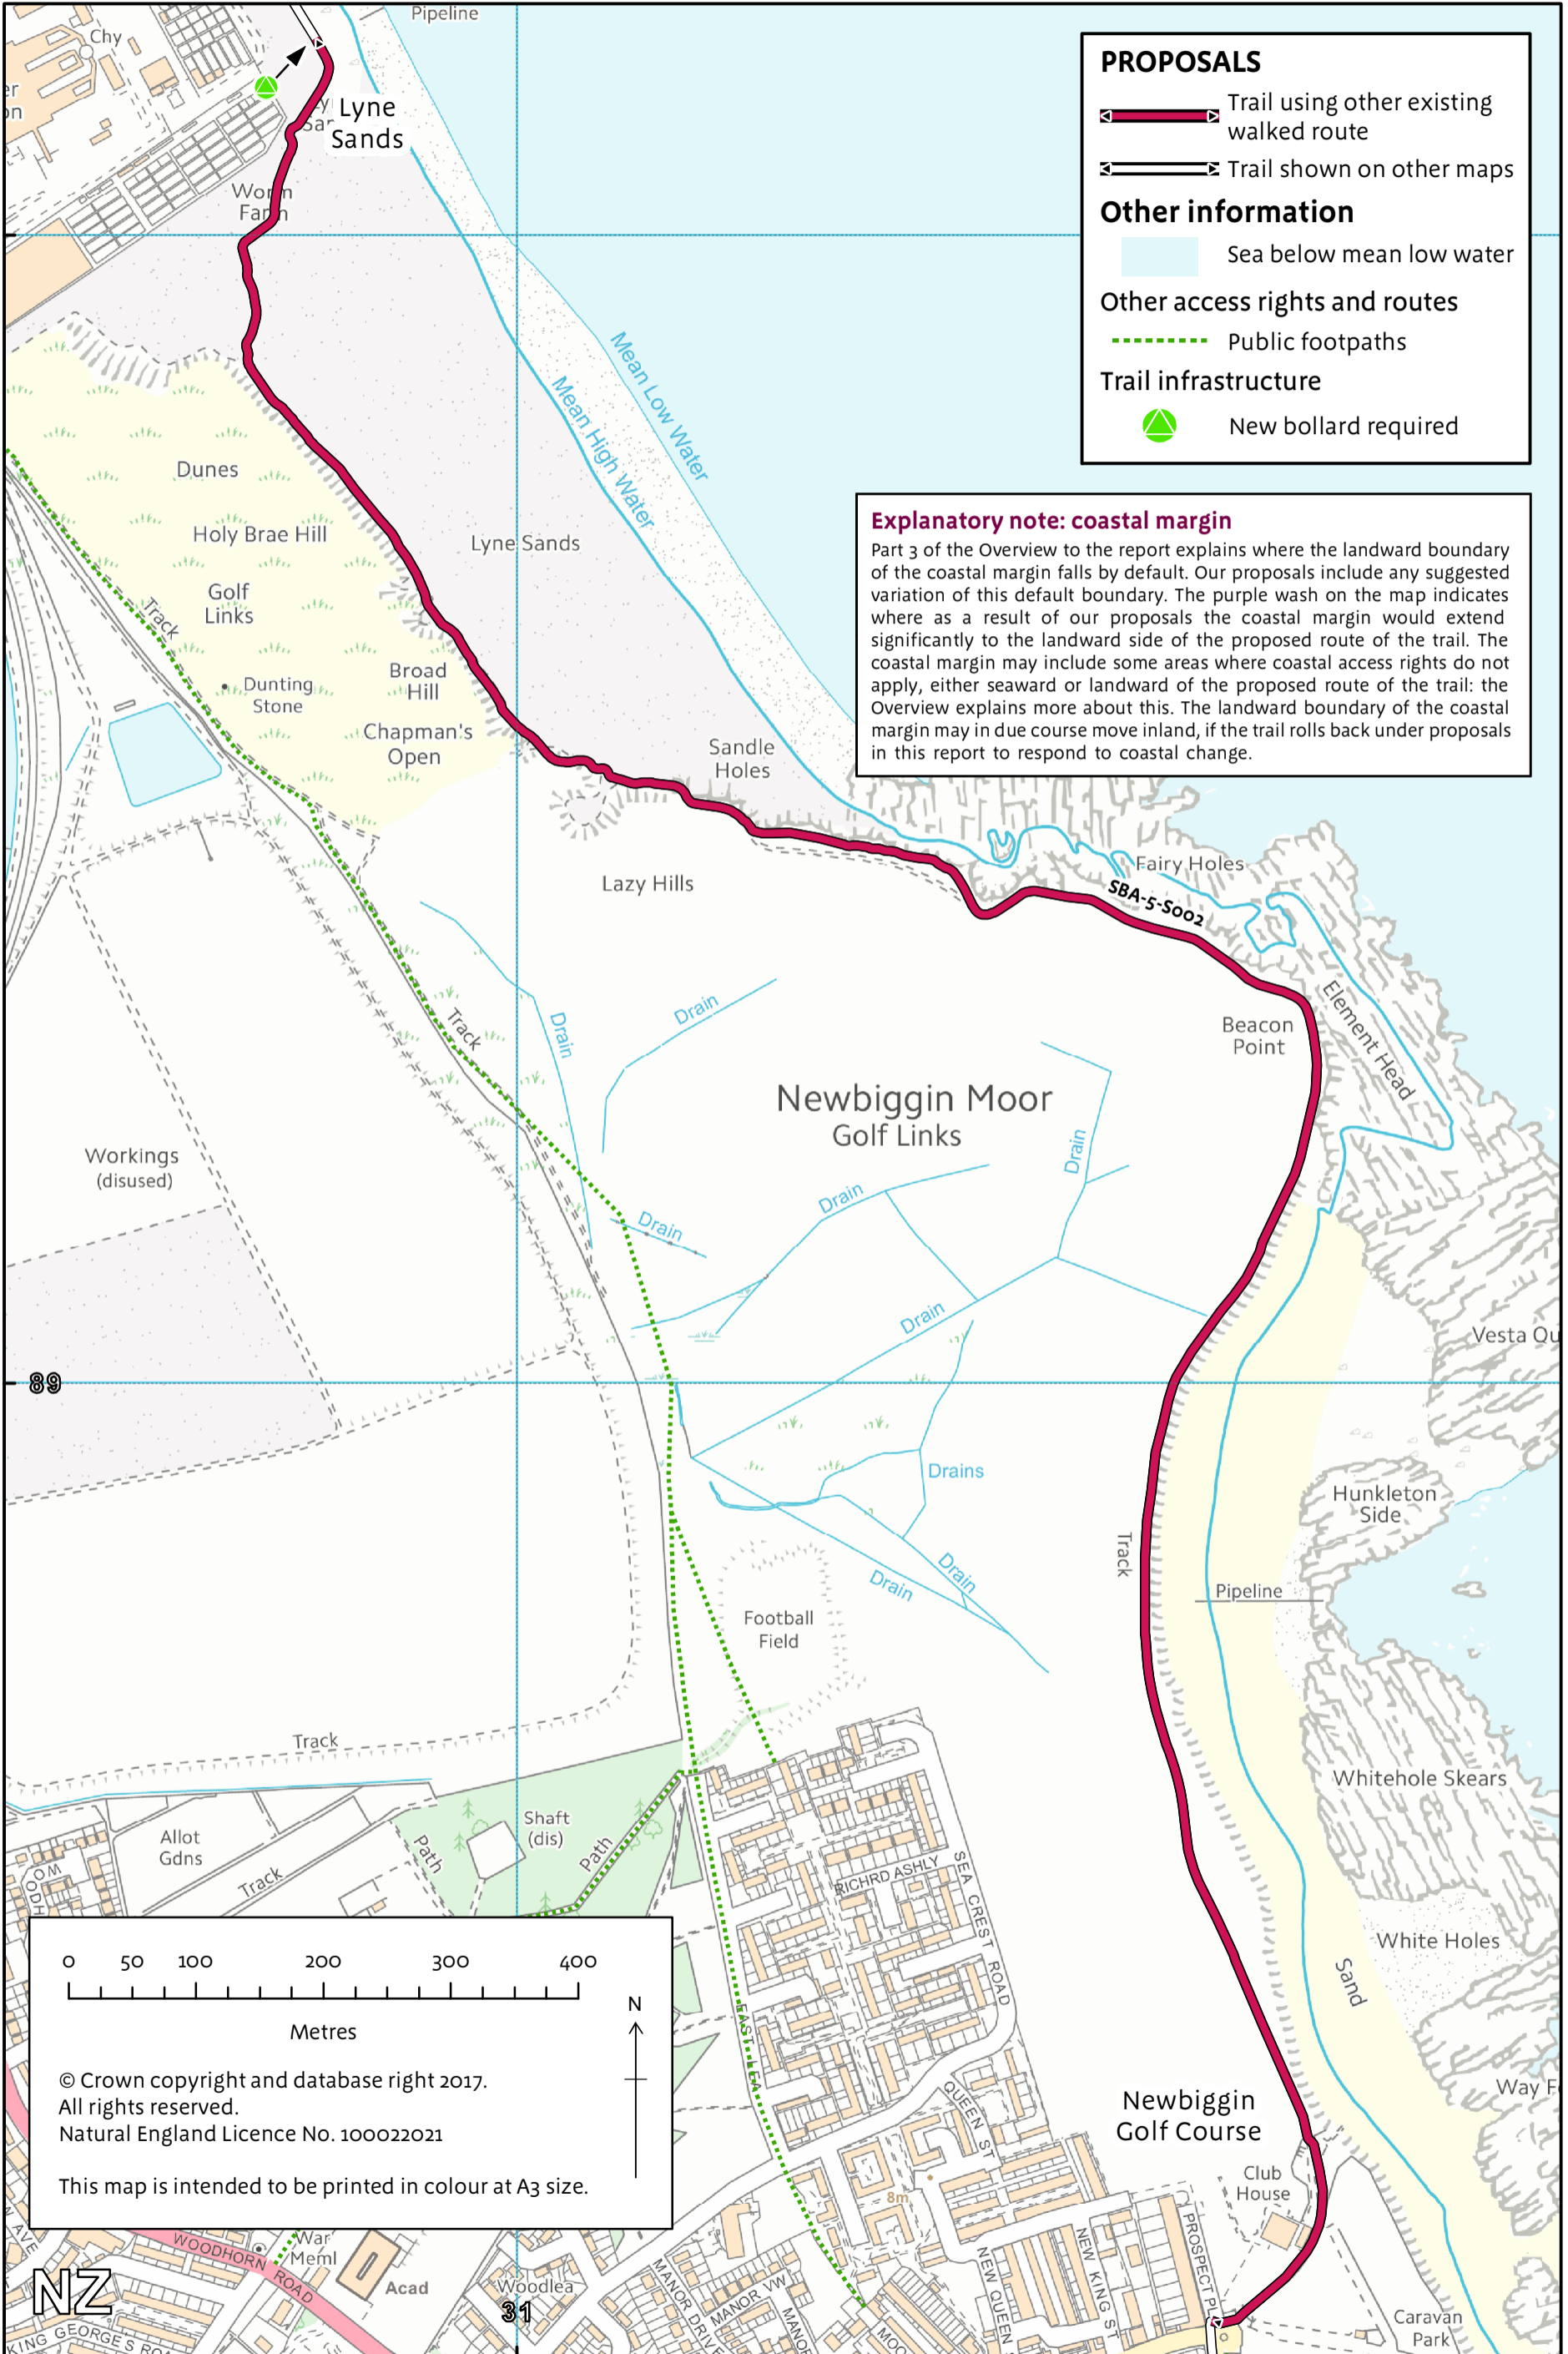 Pipeline
Chy
er
on
Lyne
Sands
Worm
Farm
PROPOSALS
Trail using other existing
walked route
Trail shown on other maps
Other information
Sea below mean low water
Other access rights and routes
Public footpaths
Trail infrastructure
New bollard required
Mean Low Water
Mean High Water
Explanatory note: coastal margin
Part 3 of the Overview to the report explains where the landward boundary
of the coastal margin falls by default. Our proposals include any suggested
variation of this default boundary. The purple wash on the map indicates
where as a result of our proposals the coastal margin would extend
significantly to the landward side of the proposed route of the trail. The
coastal margin may include some areas where coastal access rights do not
apply, either seaward or landward of the proposed route of the trail: the
Overview explains more about this. The landward boundary of the coastal
margin may in due course move inland, if the trail rolls back under proposals
in this report to respond to coastal change.
Dunes
Holy Brae Hill
Lyne Sands
Golf
Links
Track
Broad
Hill
Dunting
Stone
Chapman's
Open
Sandle
Holes
Fairy Holes
SBA-5-S002
Lazy Hills
Element Head
Beacon
Point
Drain
Drain
Track
Newbiggin Moor
Golf Links
Drain
Workings
(disused)
Drain
Drain
Drain
Vesta Qu
89
Drains
Hunkleton
Side
Track
Drain
Drain
Pipeline
Football
Field
Track
Whitehole Skears
Shaft
(dis)
Allot
Gdns
Path
Path
Track
WOODH
RICHRD ASHLY
SEA CREST ROAD
White Holes
Sand
0 50 100 200 300 400
Metres
N
© Crown copyright and database right 2017.
All rights reserved.
Natural England Licence No. 100022021
This map is intended to be printed in colour at A3 size.
EAST LEA
QUEEN ST
Way F
Newbiggin
Golf Course
Club
House
8m
PROSPECT PL
NEW KING ST
NEW QUEEN
War
Meml
WOODHORN ROAD
N AVE
Acad
Woodlea
MANOR DRIVE
MANOR VW
MANOR
MOO
NZ
31
KING GEORGE'S ROA
Caravan
Park